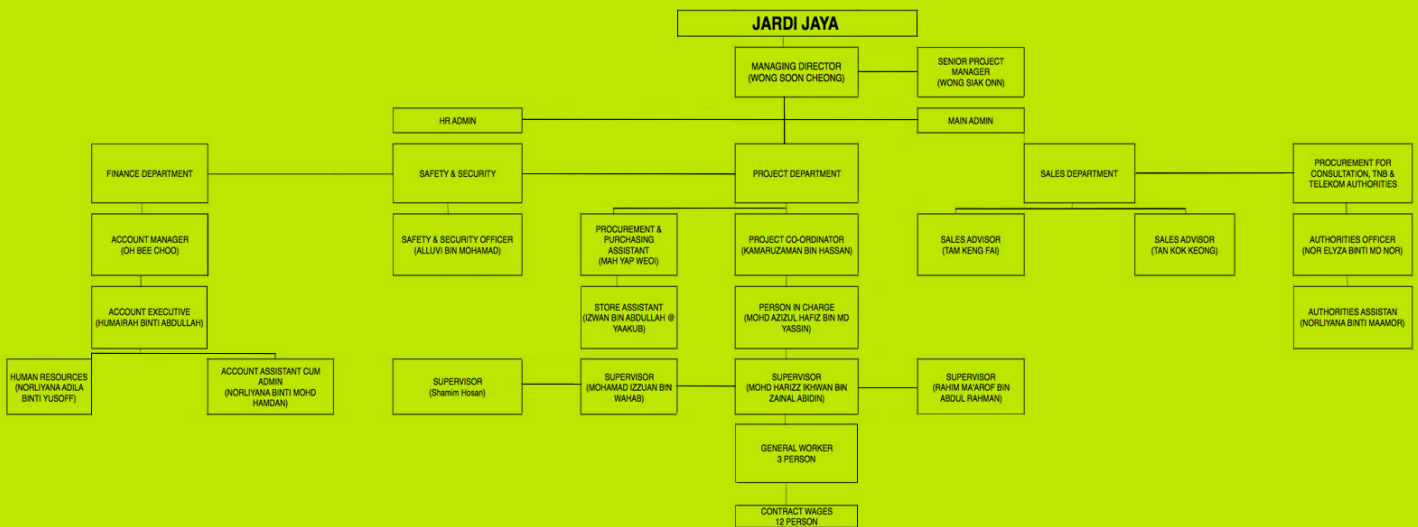 JARDI JAYA
MANAGING DIRECTOR
(WONG SOON CHEONG)
SENIOR PROJECT
MANAGER
(WONG SIAK ONN)
HR ADMIN
MAIN ADMIN
FINANCE DEPARTMENT
SAFETY & SECURITY
PROJECT DEPARTMENT
SALES DEPARTMENT
PROCUREMENT FOR
CONSULTATION, TNB &
TELEKOM AUTHORITIES
ACCOUNT MANAGER
(OH BEE CHOO)
SAFETY & SECURITY OFFICER
(ALLUVI BIN MOHAMAD)
PROCUREMENT &
PURCHASING
ASSISTANT
(MAH YAP WEOI)
PROJECT CO-ORDINATOR
(KAMARUZAMAN BIN HASSAN)
SALES ADVISOR
(TAM KENG FAI)
SALES ADVISOR
(TAN KOK KEONG)
AUTHORITIES OFFICER
(NOR ELYZA BINTI MD NOR)
ACCOUNT EXECUTIVE
(HUMAIRAH BINTI ABDULLAH)
STORE ASSISTANT
(IZWAN BIN ABDULLAH @
YAAKUB)
PERSON IN CHARGE
(MOHD AZIZUL HAFIZ BIN MD
YASSIN)
AUTHORITIES ASSISTAN
(NORLIYANA BINTI MAAMOR)
HUMAN RESOURCES
(NORLIYANA ADILA
BINTI YUSOFF)
ACCOUNT ASSISTANT CUM
ADMIN
(NORLIYANA BINTI MOHD
HAMDAN)
SUPERVISOR
(Shamim Hosan)
SUPERVISOR
(MOHAMAD IZZUAN BIN
WAHAB)
SUPERVISOR
(MOHD HARIZZ IKHWAN BIN
ZAINAL ABIDIN)
SUPERVISOR
(RAHIM MA'AROF BIN
ABDUL RAHMAN)
GENERAL WORKER
3 PERSON
CONTRACT WAGES
12 PERSON